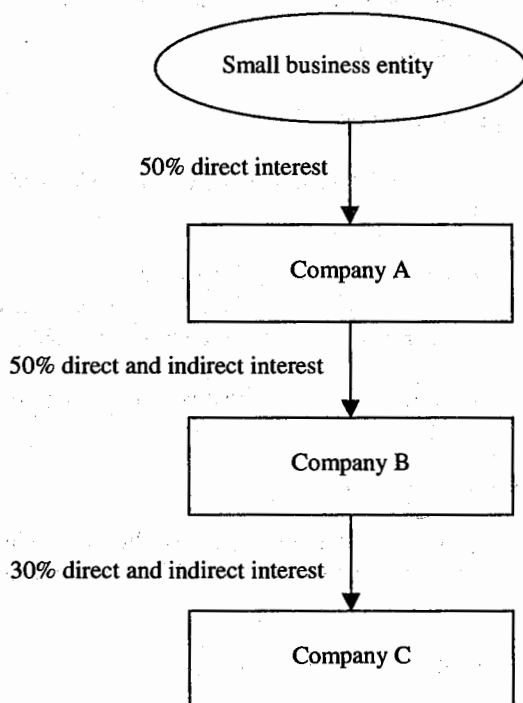 Small business entity
50% direct interest
Company A
50% direct and indirect interest
Company B
30% direct and indirect interest
Company C